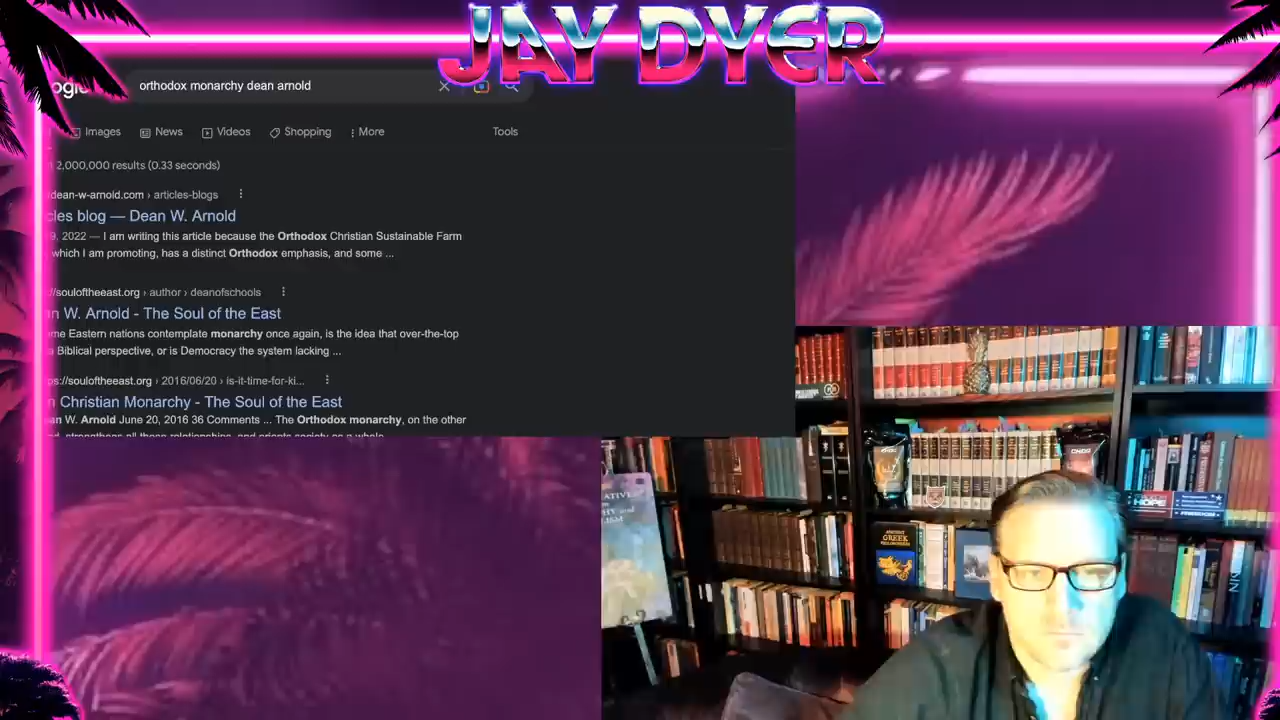 JAY DYER
orthodox monarchy dean arnold
Images News Videos Shopping More Tools
2,000,000 results (0.33 seconds)
dean-w-arnold.com › articles-blogs
cles blog — Dean W. Arnold
9, 2022 — I am writing this article because the Orthodox Christian Sustainable Farm
which I am promoting, has a distinct Orthodox emphasis, and some ...
//souloftheeast.org › author › deanofschools
n W. Arnold - The Soul of the East
me Eastern nations contemplate monarchy once again, is the idea that over-the-top
a Biblical perspective, or is Democracy the system lacking ...
ps://souloftheeast.org › 2016/06/20 › is-it-time-for-ki...
n Christian Monarchy - The Soul of the East
an W. Arnold June 20, 2016 36 Comments ... The Orthodox monarchy, on the other
ANCIENT
GREEK
PHILOSOPHERS
HOPE